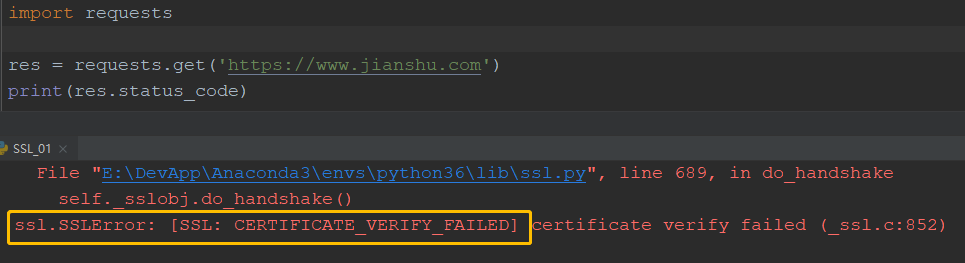 import requests
res = requests.get('https://www.jianshu.com')
print(res.status_code)
SSL_01 ×
File "E:\DevApp\Anaconda3\envs\python36\lib\ssl.py", line 689, in do_handshake
self._sslobj.do_handshake()
ssl.SSLError: [SSL: CERTIFICATE_VERIFY_FAILED] certificate verify failed (_ssl.c:852)